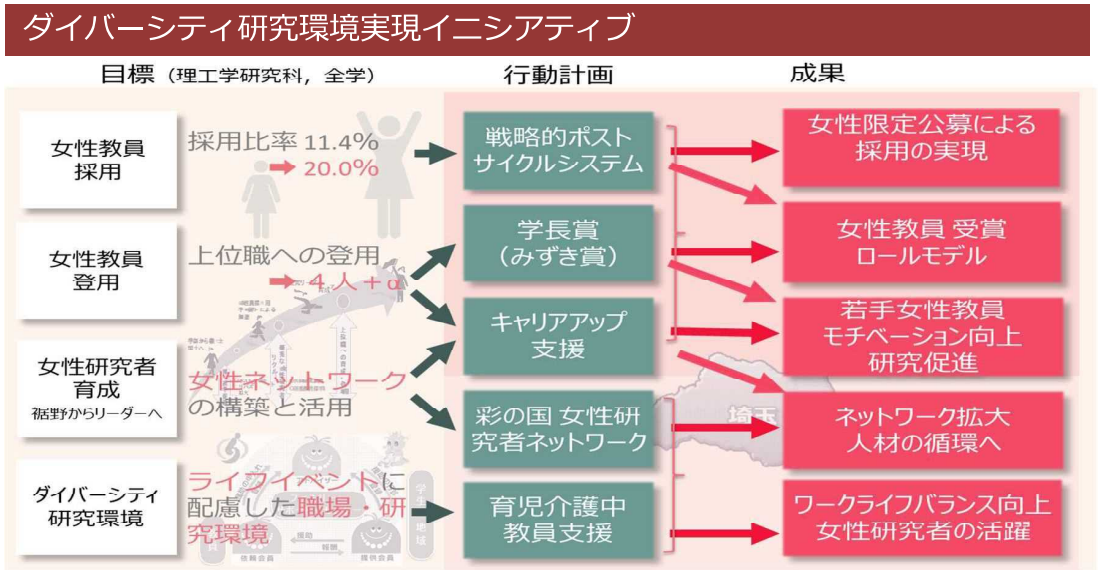 ダイバーシティ研究環境実現イニシアティブ
目標（理工学研究科，全学）
行動計画
成果
女性教員
採用
採用比率 11.4%
➡ 20.0%
戦略的ポスト
サイクルシステム
女性限定公募による
採用の実現
女性教員
登用
上位職への登用
➡ 4人＋α
学長賞
（みずき賞）
女性教員 受賞
ロールモデル
キャリアアップ
支援
若手女性教員
モチベーション向上
研究促進
女性研究者
育成
裾野からリーダーへ
女性ネットワーク
の構築と活用
彩の国 女性研
究者ネットワーク
埼玉
ネットワーク拡大
人材の循環へ
ダイバーシティ
研究環境
ライフイベントに
配慮した職場・研
究環境
援助
報酬
依頼会員
提供会員
育児介護中
教員支援
ワークライフバランス向上
女性研究者の活躍